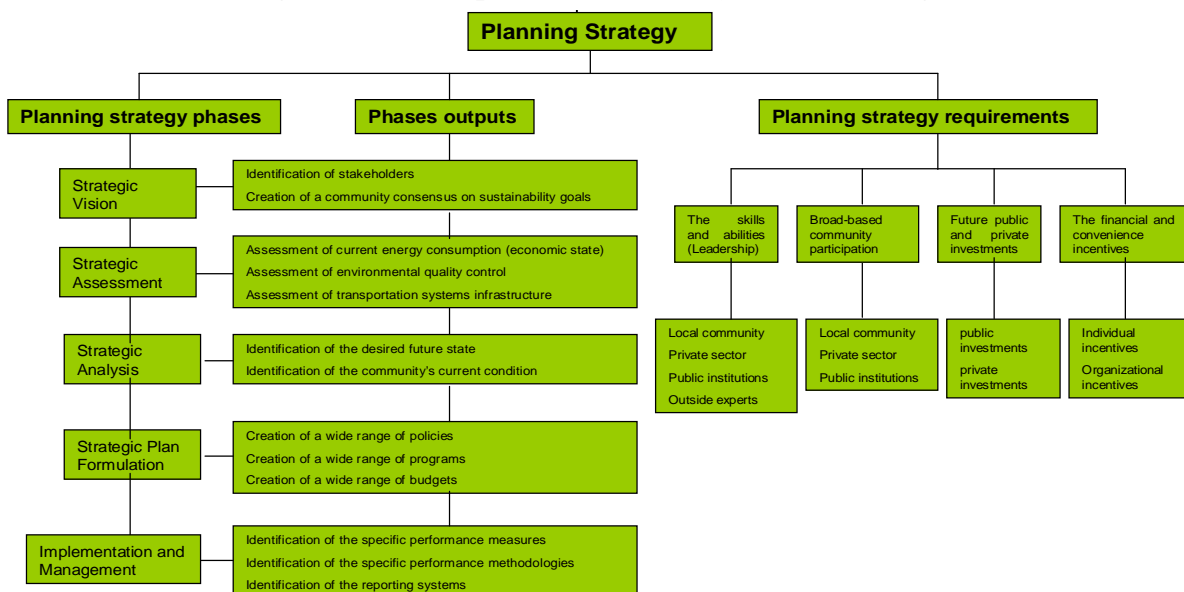 Planning Strategy
Planning strategy phases
Phases outputs
Planning strategy requirements
Strategic
Vision
Identification of stakeholders
Creation of a community consensus on sustainability goals
Strategic
Assessment
Assessment of current energy consumption (economic state)
Assessment of environmental quality control
Assessment of transportation systems infrastructure
Strategic
Analysis
Identification of the desired future state
Identification of the community's current condition
Strategic Plan
Formulation
Creation of a wide range of policies
Creation of a wide range of programs
Creation of a wide range of budgets
Implementation and
Management
Identification of the specific performance measures
Identification of the specific performance methodologies
Identification of the reporting systems
The skills
and abilities
(Leadership)
Local community
Private sector
Public institutions
Outside experts
Broad-based
community
participation
Local community
Private sector
Public institutions
Future public
and private
investments
public
investments
private
investments
The financial and
convenience
incentives
Individual
incentives
Organizational
incentives